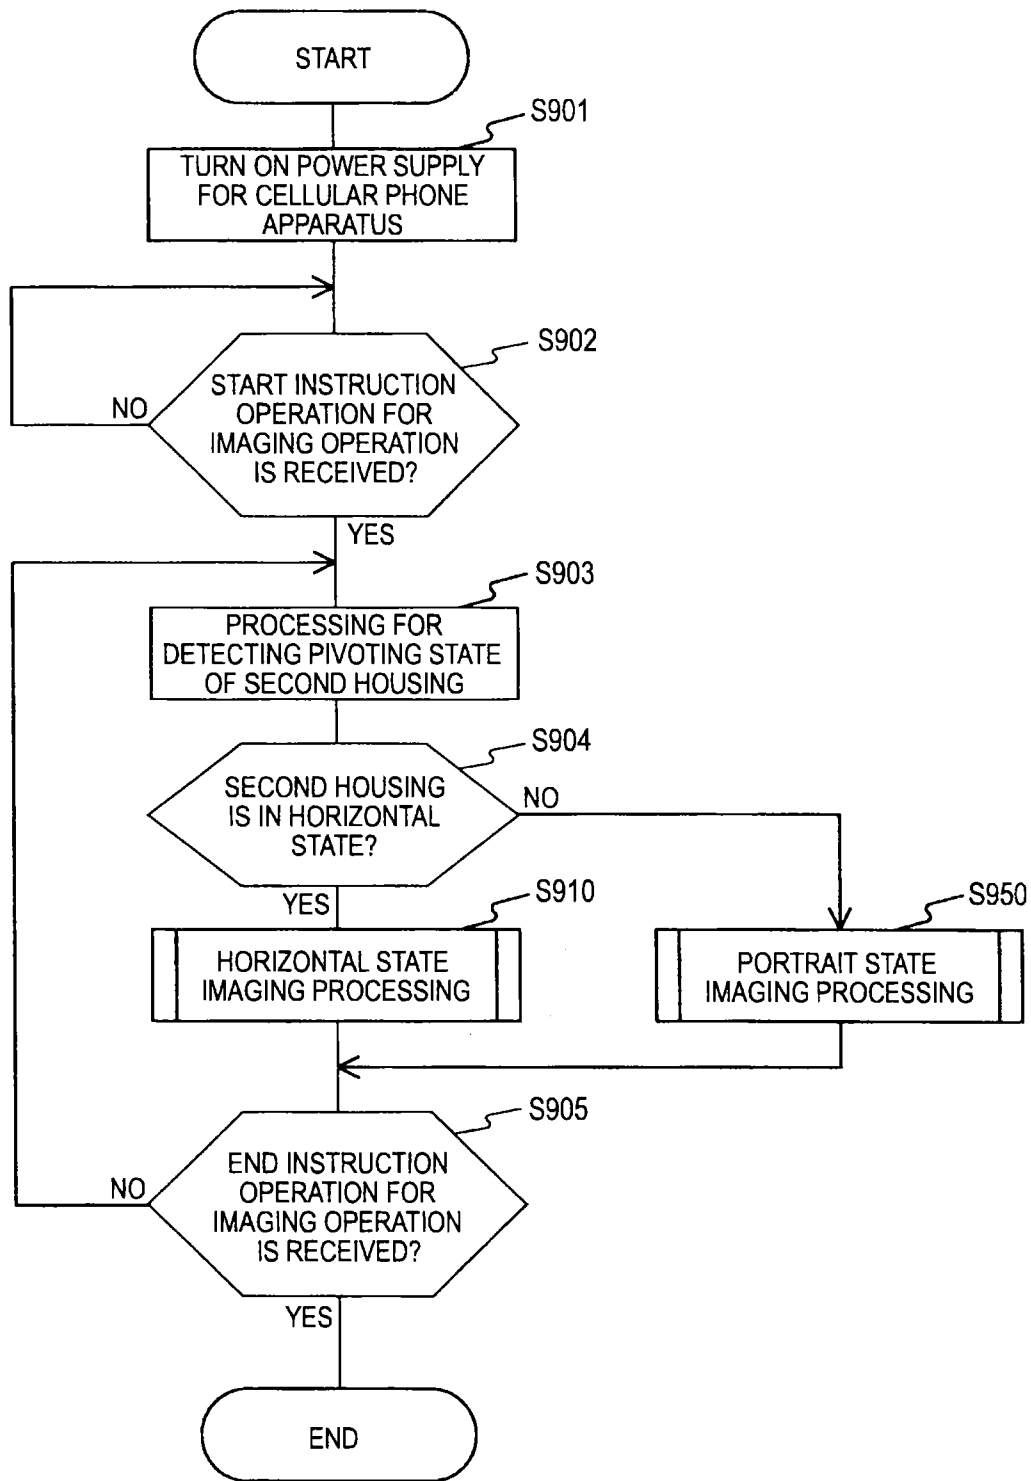 START
S901
TURN ON POWER SUPPLY
FOR CELLULAR PHONE
APPARATUS
S902
START INSTRUCTION
OPERATION FOR
IMAGING OPERATION
IS RECEIVED?
NO
YES
S903
PROCESSING FOR
DETECTING PIVOTING STATE
OF SECOND HOUSING
S904
SECOND HOUSING
IS IN HORIZONTAL
STATE?
NO
YES
S910
HORIZONTAL STATE
IMAGING PROCESSING
S950
PORTRAIT STATE
IMAGING PROCESSING
S905
END INSTRUCTION
OPERATION FOR
IMAGING OPERATION
IS RECEIVED?
NO
YES
END